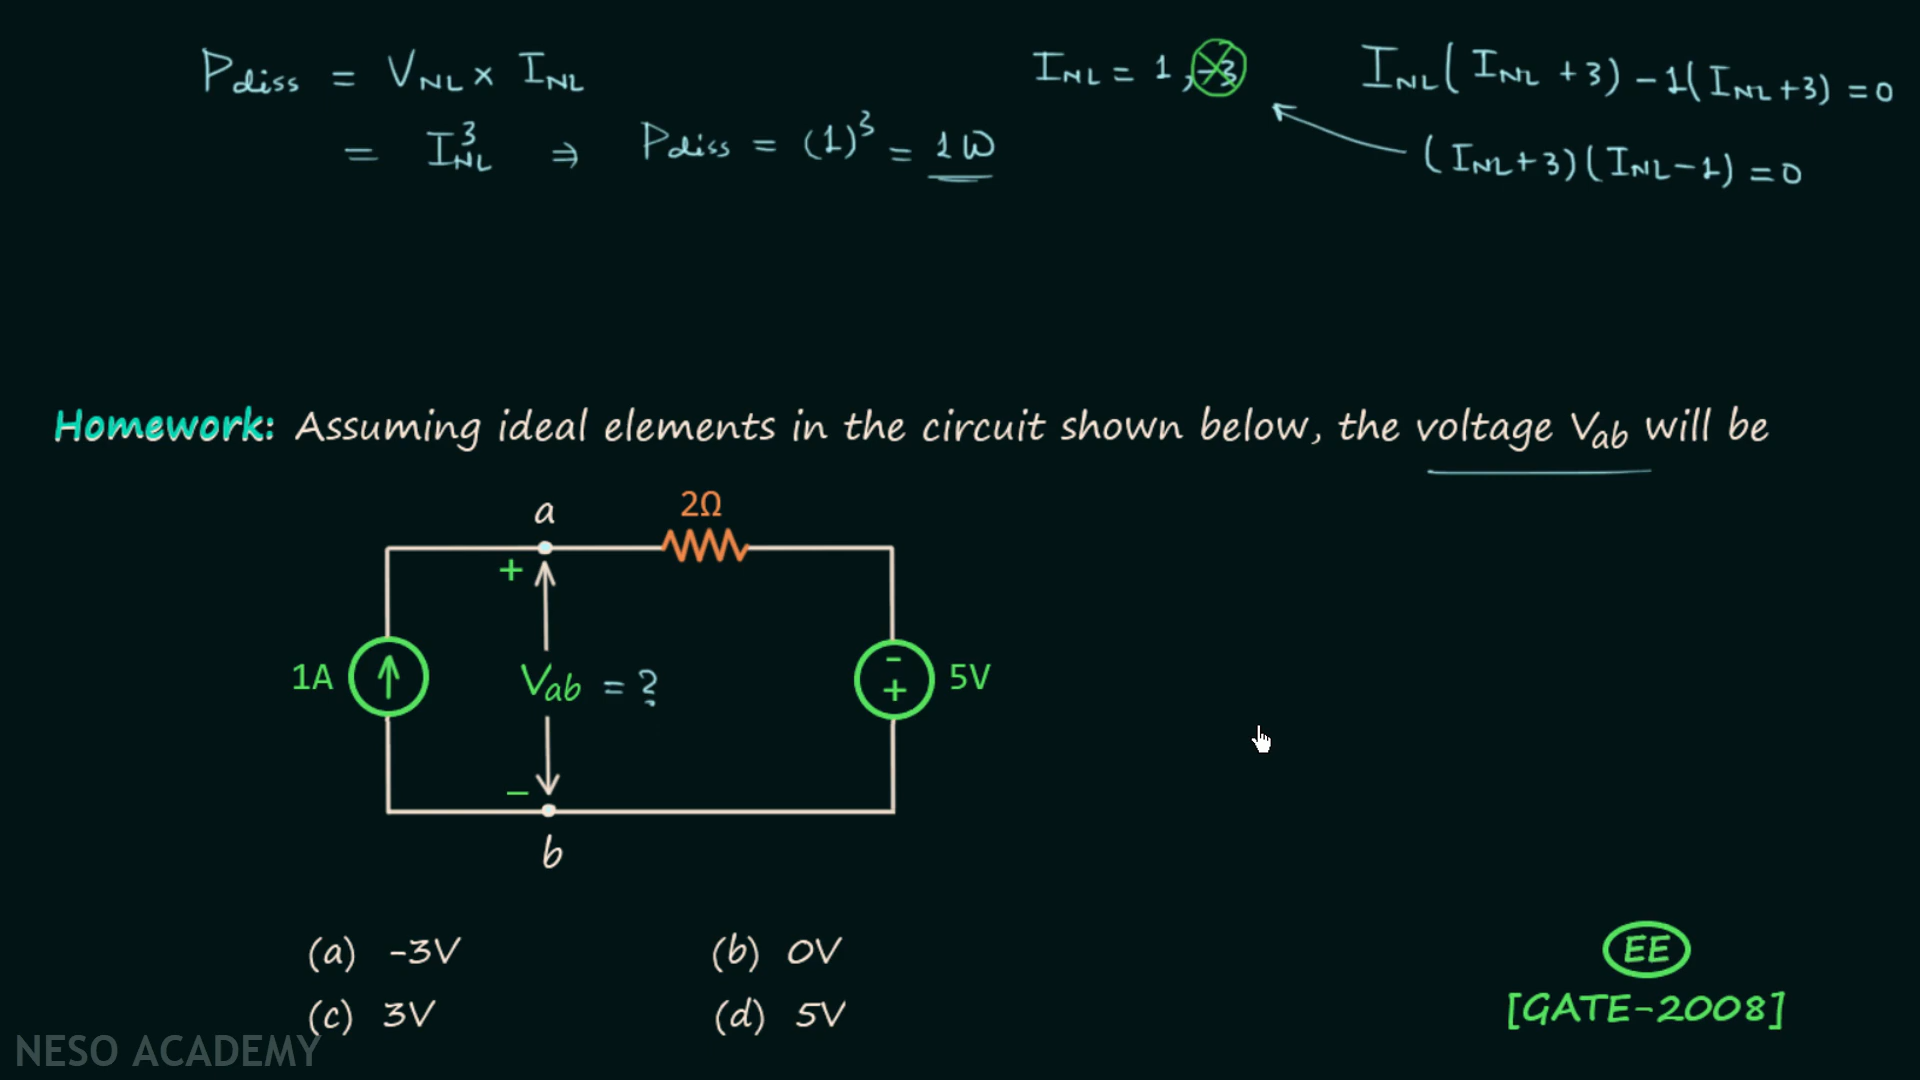 Pdiss = VNL × INL
= I³NL ⇒ Pdiss = (1)³ = 1W
INL = 1, -3
INL(INL +3) - 1(INL+3) = 0
(INL+3)(INL-1) = 0
Homework: Assuming ideal elements in the circuit shown below, the voltage Vab will be
a
2Ω
+
1A
Vab = ?
-
+
5V
-
b
(a) -3V
(b) 0V
(c) 3V
(d) 5V
EE
[GATE-2008]
NESO ACADEMY